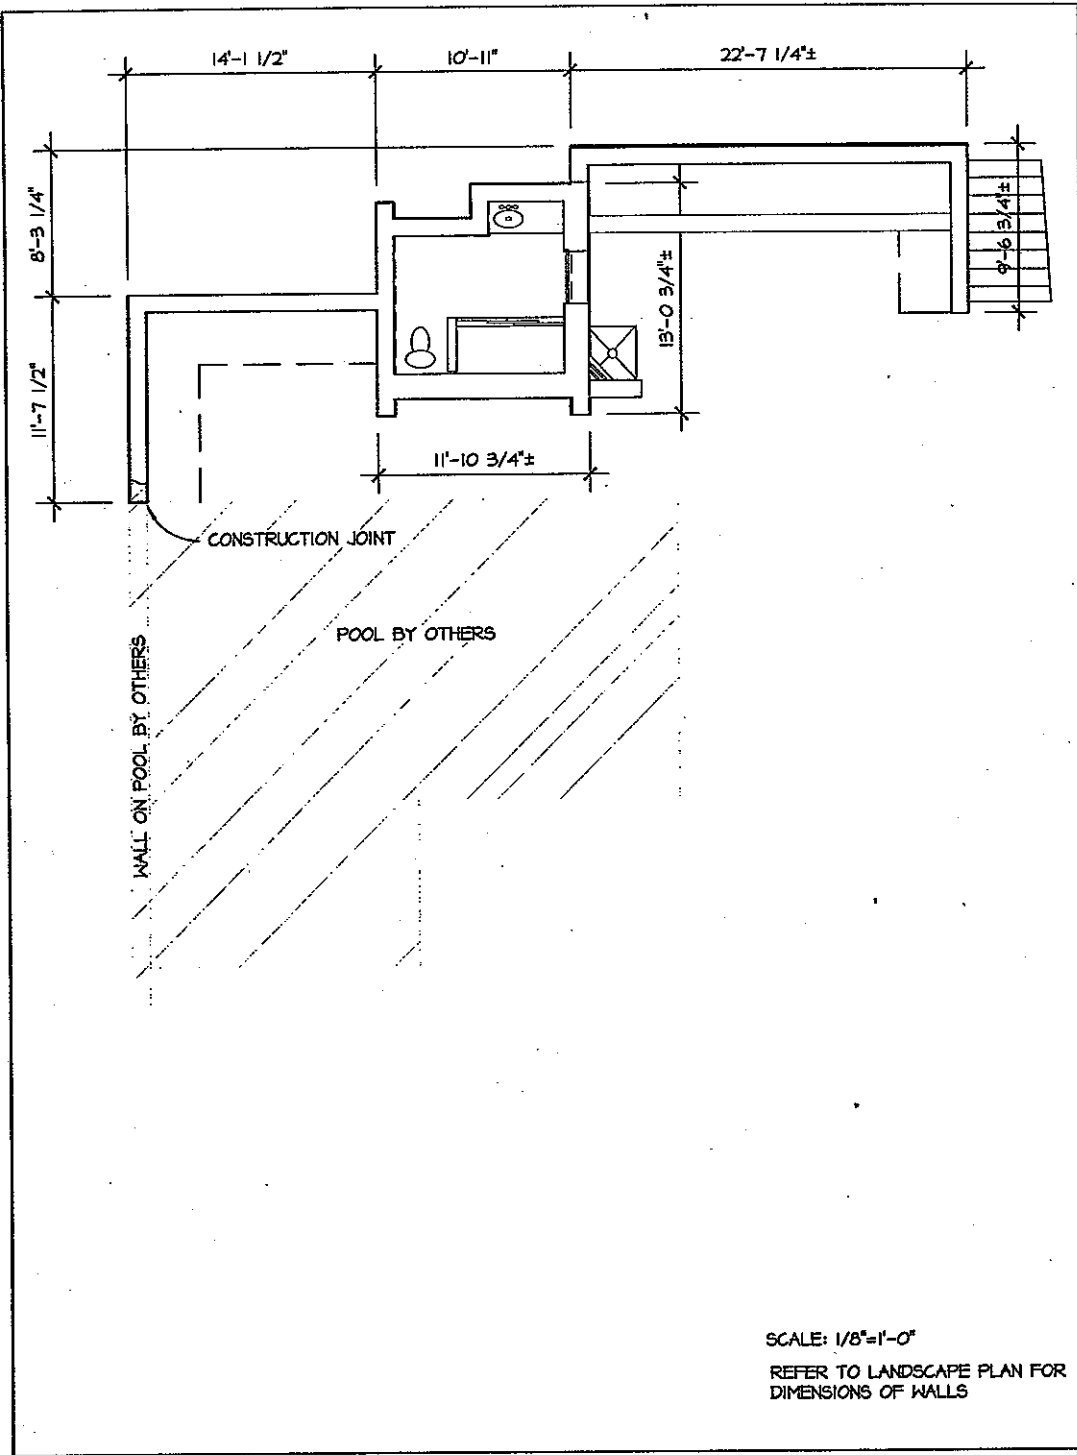 14'-1 1/2"
10'-11"
22'-7 1/4"±
8'-3 1/4"
9'-6 3/4"±
13'-0 3/4"±
11'-7 1/2"
11'-10 3/4"±
CONSTRUCTION JOINT
POOL BY OTHERS
WALL ON POOL BY OTHERS
SCALE: 1/8"=1'-0"
REFER TO LANDSCAPE PLAN FOR
DIMENSIONS OF WALLS